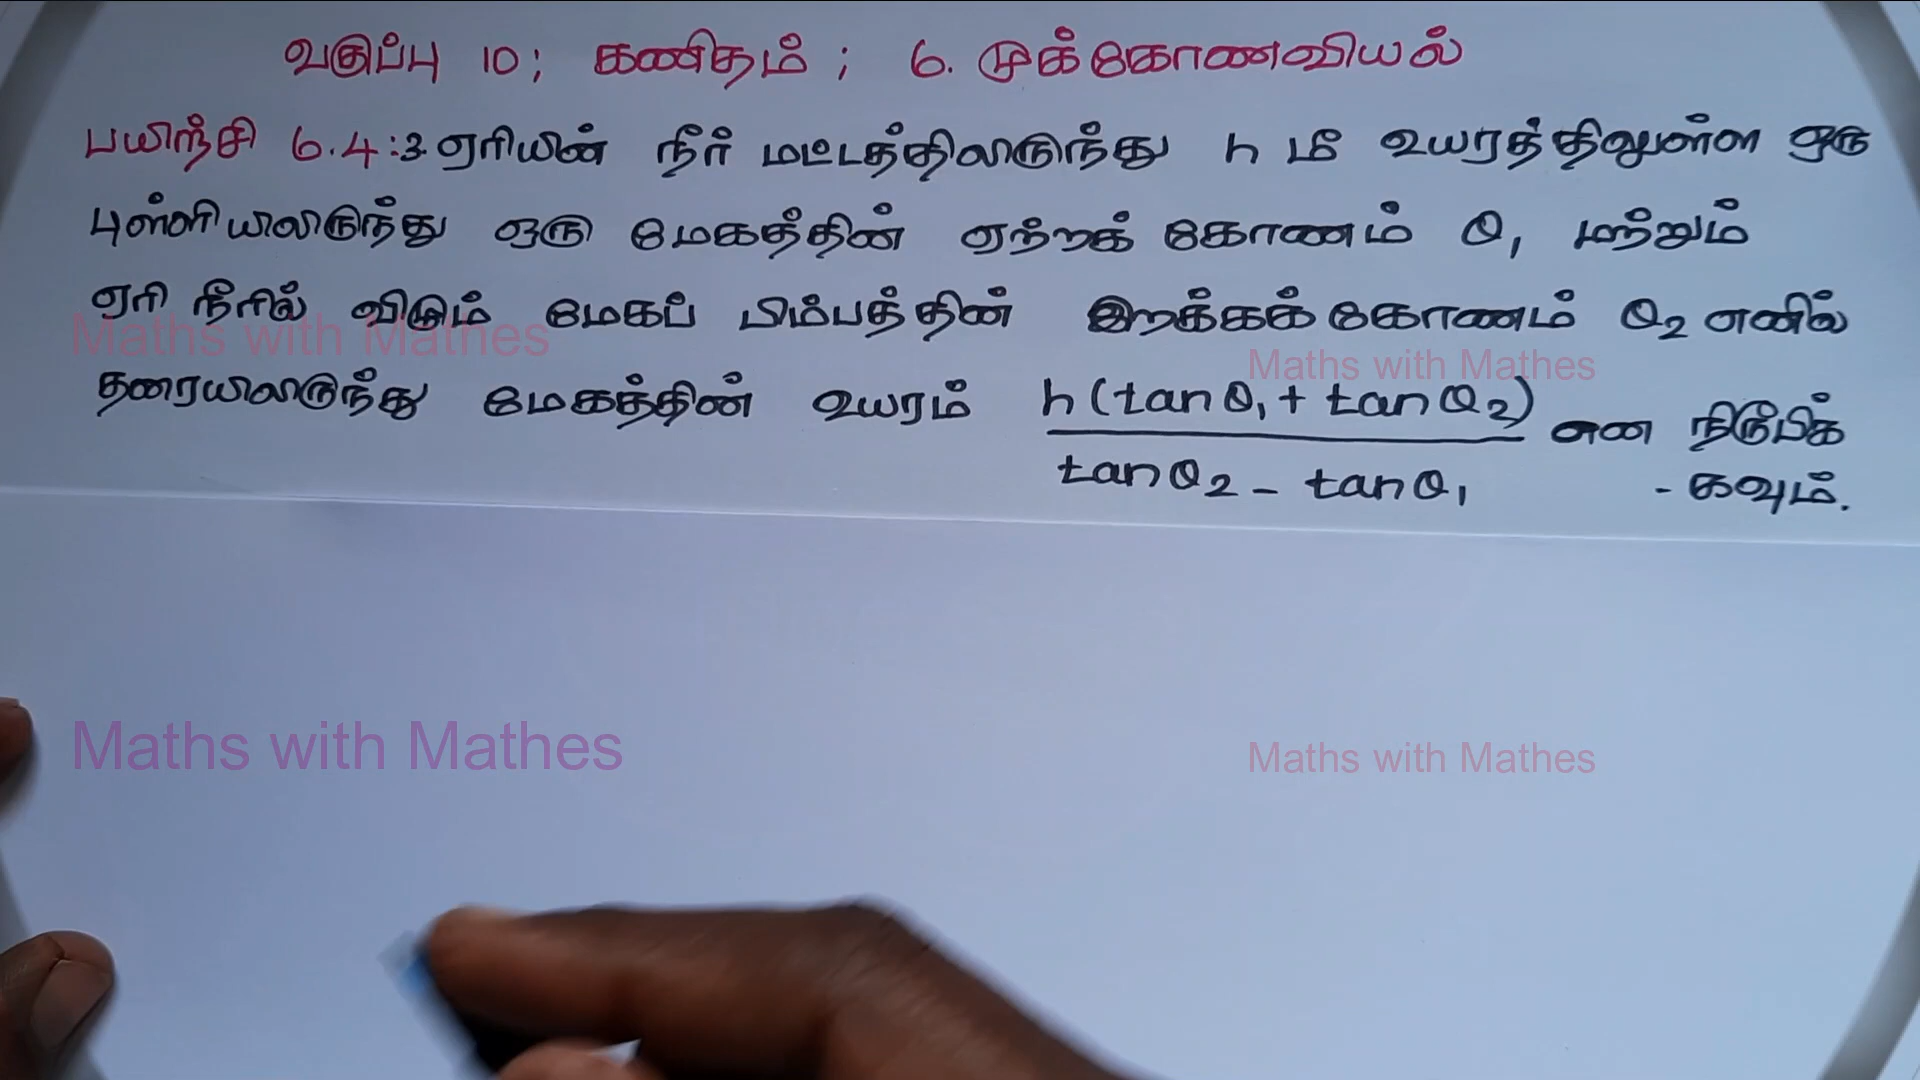 வகுப்பு 10; கணிதம் ; 6. முக்கோணவியல்
பயிற்சி 6.4:3. ஏரியின் நீர் மட்டத்திலிருந்து h மீ உயரத்திலுள்ள ஒரு
புள்ளியிலிருந்து ஒரு மேகத்தின் ஏற்றக் கோணம் θ₁ மற்றும்
ஏரி நீரில் விழும் மேகப் பிம்பத்தின் இறக்கக் கோணம் θ₂ எனில்
Maths with Mathes
Maths with Mathes
தரையிலிருந்து மேகத்தின் உயரம் h(tanθ₁ + tanθ₂) என நிரூபிக்
tanθ₂ - tanθ₁ - கவும்.
Maths with Mathes
Maths with Mathes